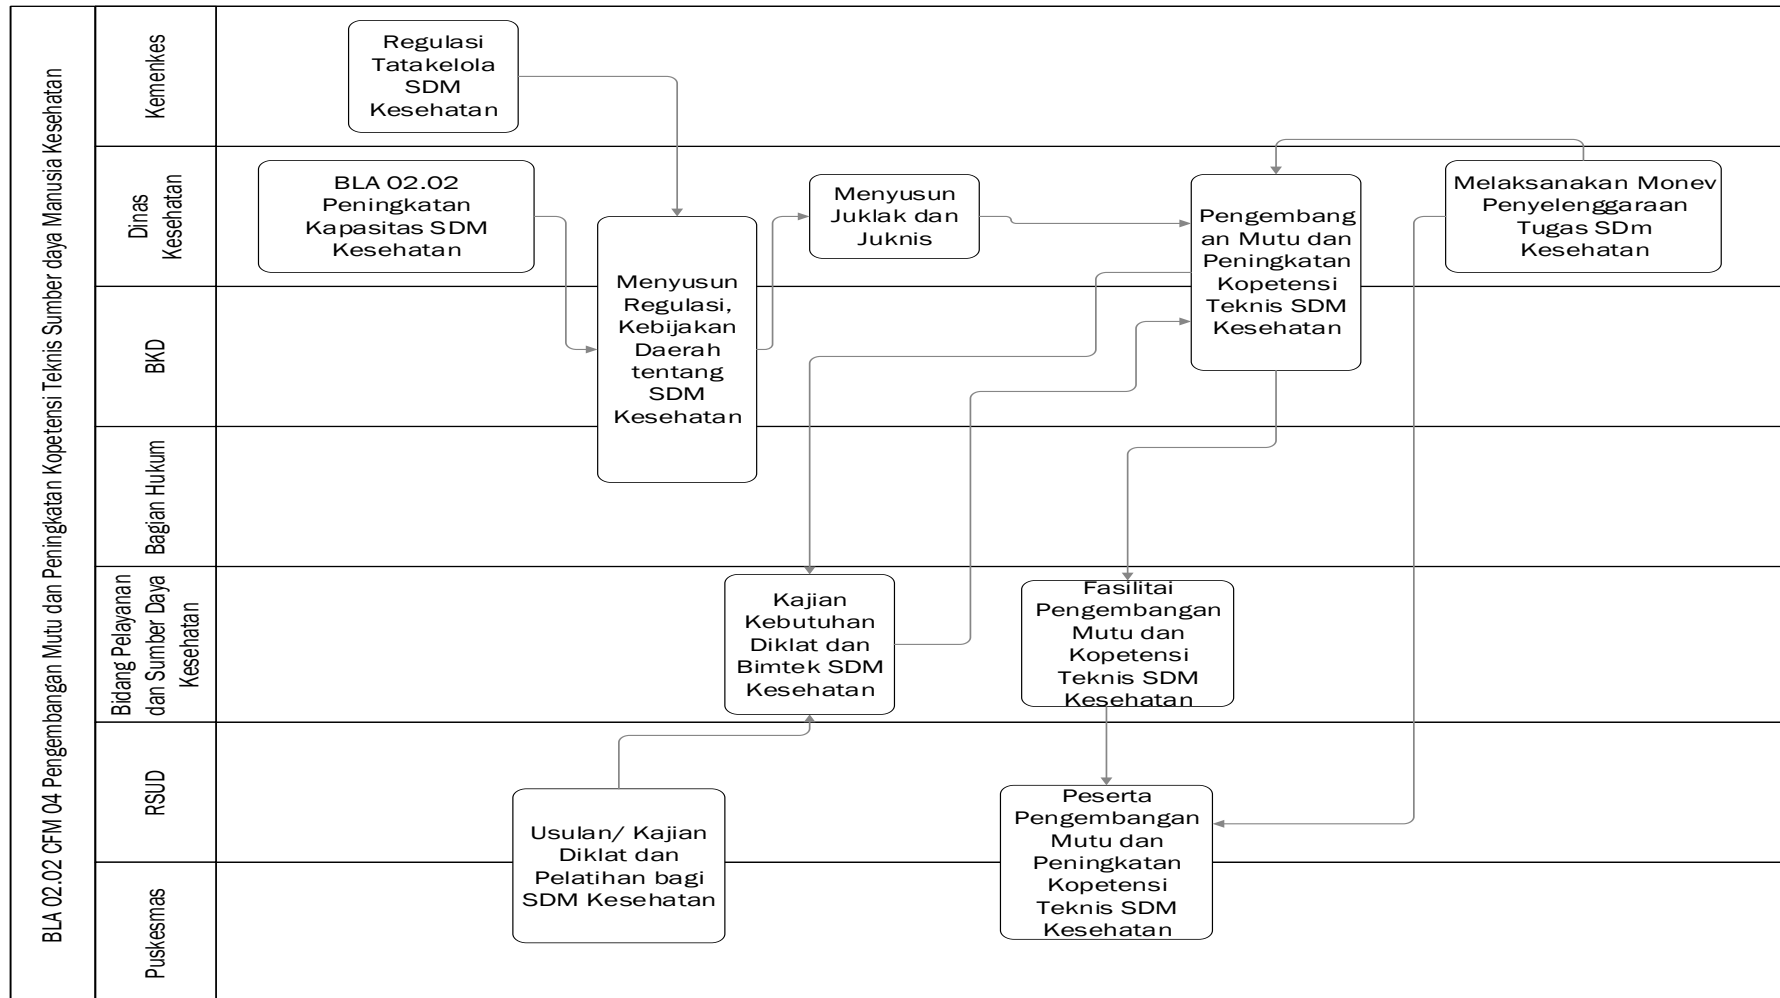 BLA 02.02 CFM 04 Pengembangan Mutu dan Peningkatan Kopetensi Teknis Sumber daya Manusia Kesehatan
Kemenkes
Regulasi
Tatakelola
SDM
Kesehatan
Dinas
Kesehatan
BLA 02.02
Peningkatan
Kapasitas SDM
Kesehatan
Menyusun
Regulasi,
Kebijakan
Daerah
tentang
SDM
Kesehatan
Menyusun
Juklak dan
Juknis
Pengembang
an Mutu dan
Peningkatan
Kopetensi
Teknis SDM
Kesehatan
Melaksanakan Monev
Penyelenggaraan
Tugas SDm
Kesehatan
BKD
Bagian Hukum
Bidang Pelayanan
dan Sumber Daya
Kesehatan
Kajian
Kebutuhan
Diklat dan
Bimtek SDM
Kesehatan
Fasilitai
Pengembangan
Mutu dan
Kopetensi
Teknis SDM
Kesehatan
RSUD
Usulan/ Kajian
Diklat dan
Pelatihan bagi
SDM Kesehatan
Peserta
Pengembangan
Mutu dan
Peningkatan
Kopetensi
Teknis SDM
Kesehatan
Puskesmas